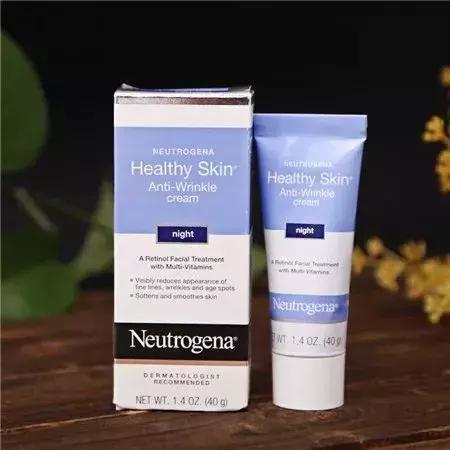 NEUTROGENA
Healthy Skin®
Anti-Wrinkle
cream
night
A Retinol Facial Treatment
with Multi-Vitamins
• Visibly reduces appearance of
fine lines, wrinkles and age spots
• Softens and smoothes skin
Neutrogena®
DERMATOLOGIST
RECOMMENDED
NET WT. 1.4 OZ. (40 g)
NEUTROGENA
Healthy Skin®
Anti-Wrinkle
cream
night
A Retinol Facial Treatment
with Multi-Vitamins
Neutrogena®
WT. 1.4 OZ. (40 g)